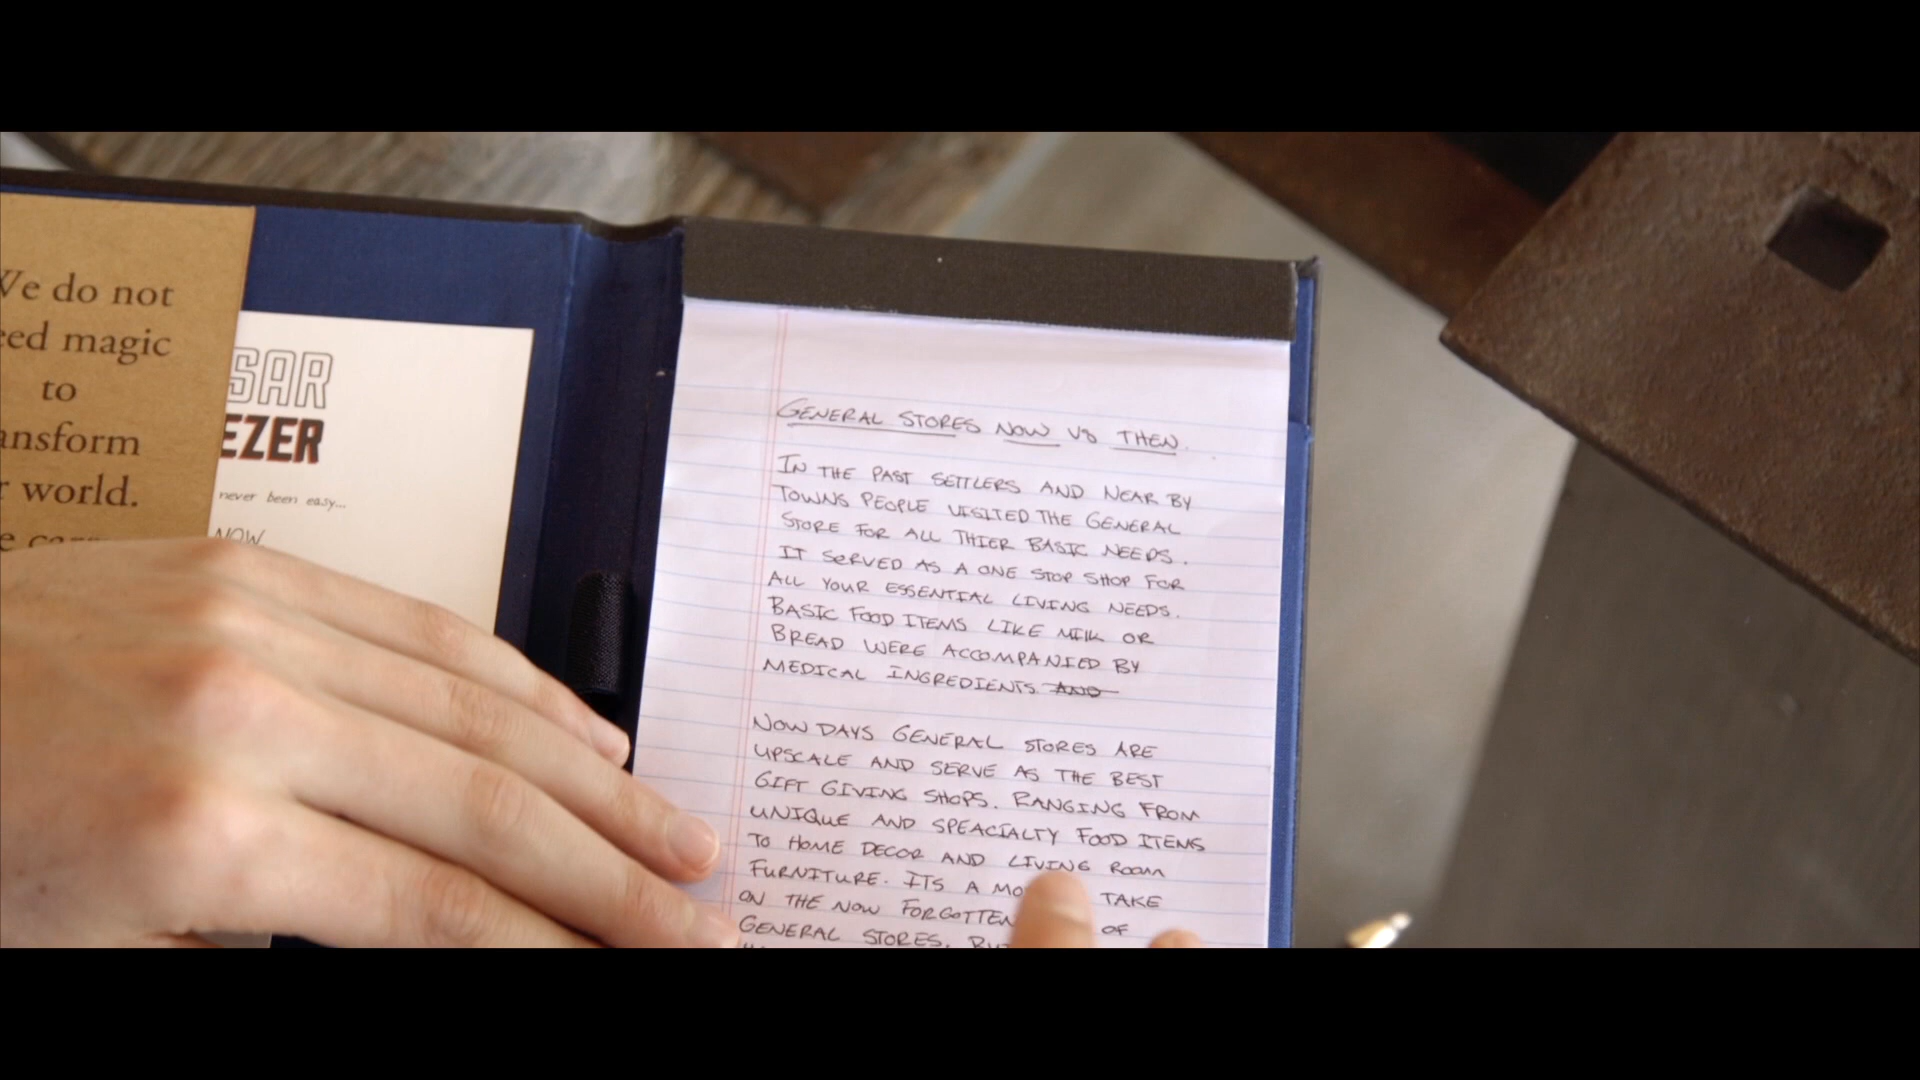 We do not
need magic
to
transform
world.
SAR
EZER
never been easy...
NOW
GENERAL STORES NOW VS THEN.
IN THE PAST SETTLERS AND NEAR BY
TOWNS PEOPLE VISITED THE GENERAL
STORE FOR ALL THIER BASIC NEEDS.
IT SERVED AS A ONE STOP SHOP FOR
ALL YOUR ESSENTIAL LIVING NEEDS.
BASIC FOOD ITEMS LIKE MILK OR
BREAD WERE ACCOMPANIED BY
MEDICAL INGREDIENTS AND
NOW DAYS GENERAL STORES ARE
UPSCALE AND SERVE AS THE BEST
GIFT GIVING SHOPS. RANGING FROM
UNIQUE AND SPEACIALTY FOOD ITEMS
TO HOME DECOR AND LIVING ROOM
FURNITURE. ITS A TAKE
ON THE NOW FORGOTTEN OF
GENERAL STORES.